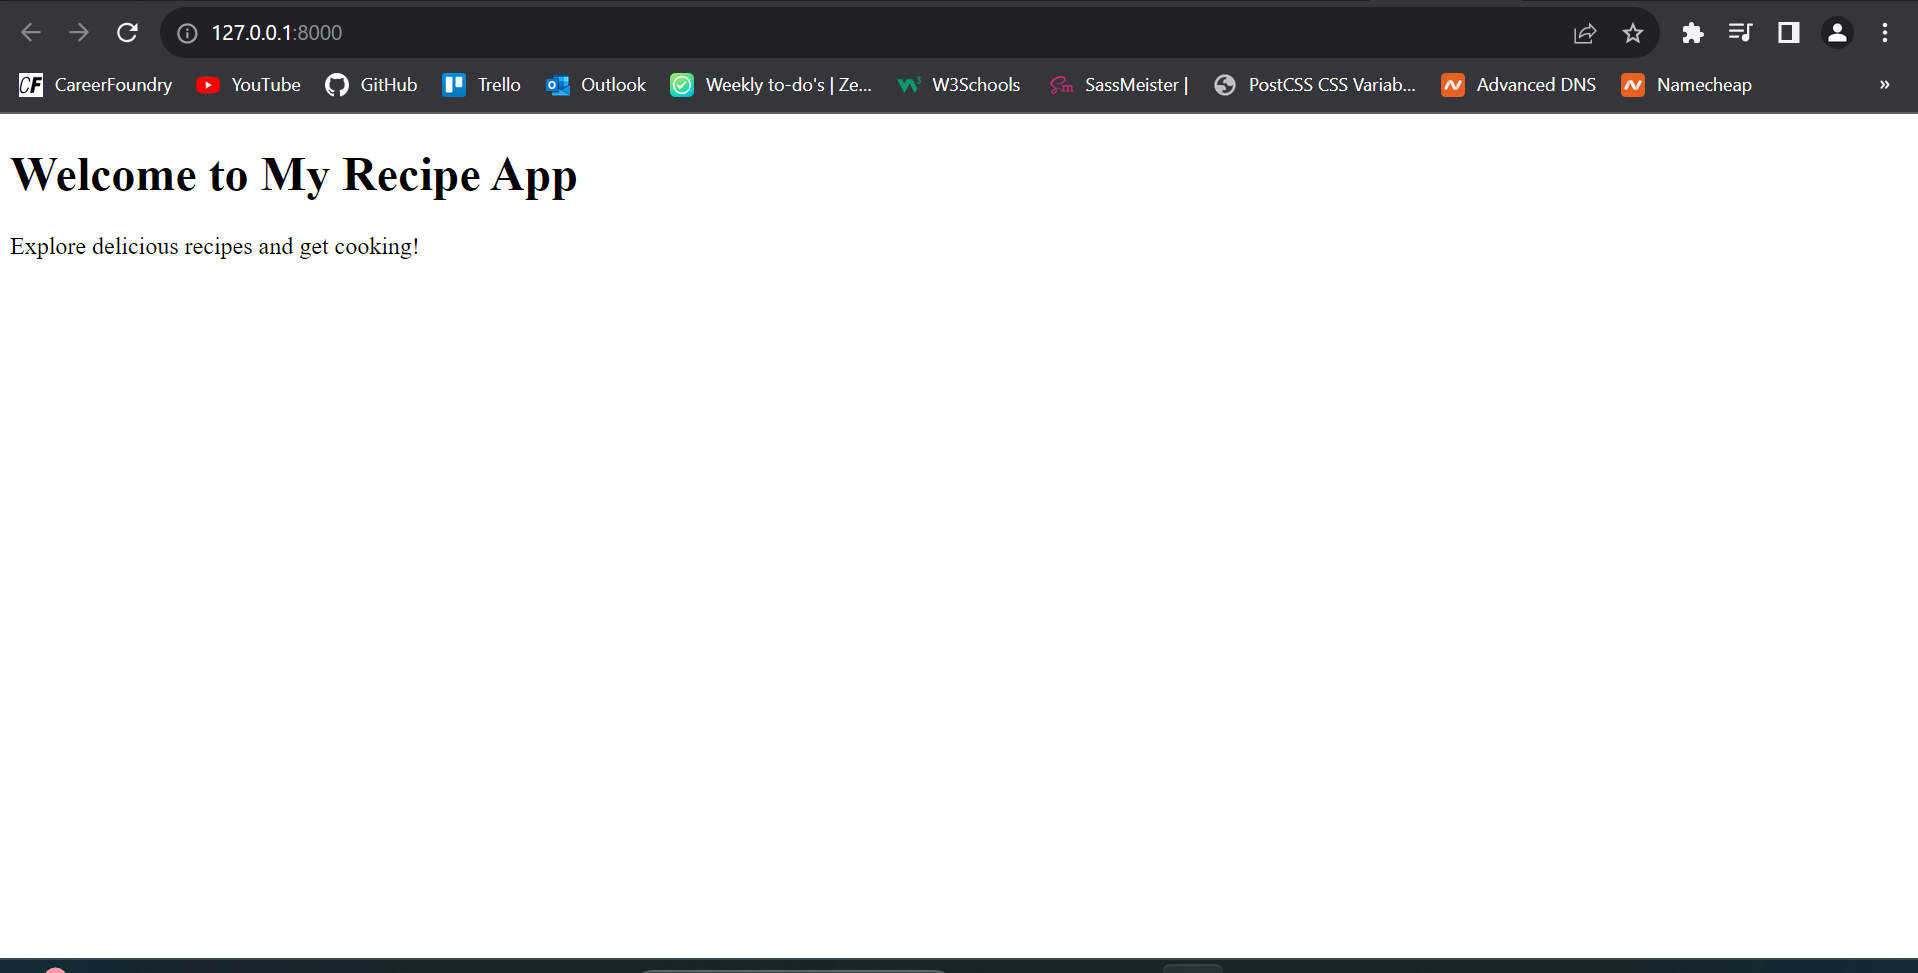 127.0.0.1:8000
CareerFoundry YouTube GitHub Trello Outlook Weekly to-do's | Ze... W3Schools SassMeister | PostCSS CSS Variab... Advanced DNS Namecheap »
Welcome to My Recipe App
Explore delicious recipes and get cooking!